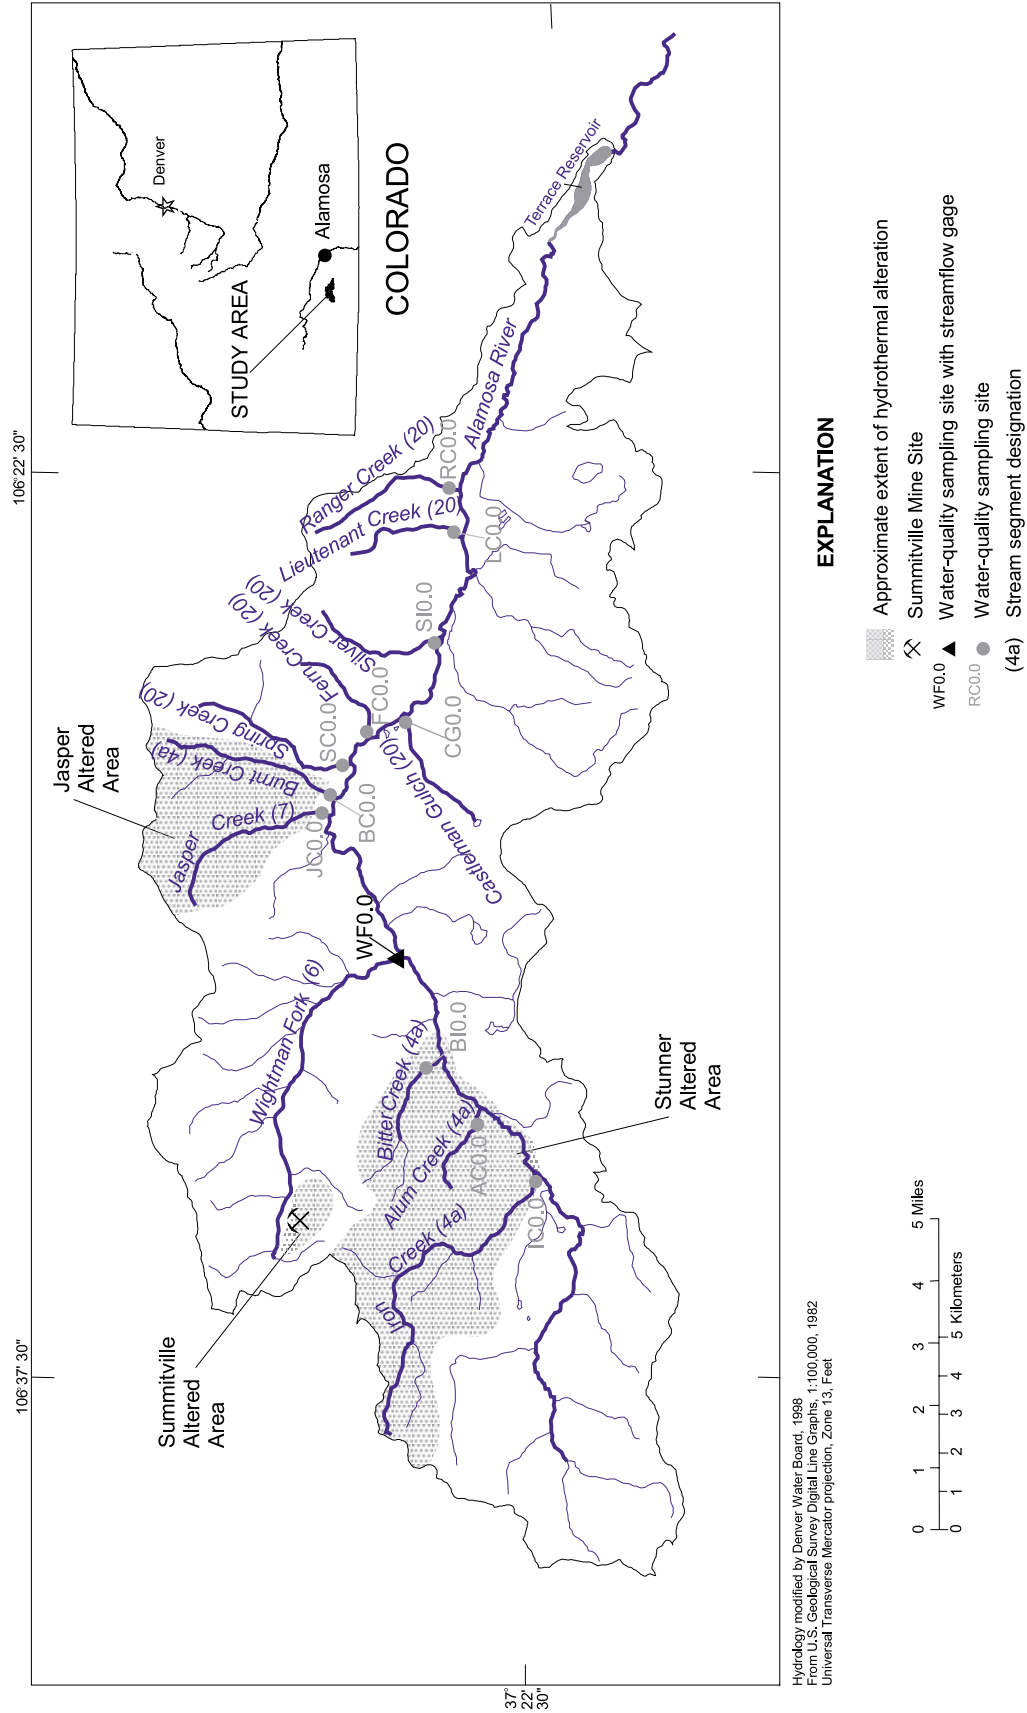 106°37' 30"
106°22' 30"
37°
22'
30"
Denver
Alamosa
STUDY AREA
COLORADO
Terrace Reservoir
Alamosa River
Ranger Creek (20)
RC0.0
Lieutenant Creek (20)
LC0.0
Silver Creek (20)
SI0.0
Fern Creek (20)
FC0.0
CG0.0
Castleman Gulch (20)
Spring Creek (20)
SC0.0
Burnt Creek (4a)
BC0.0
Jasper Creek (7)
JC0.0
Jasper
Altered
Area
WF0.0
Wightman Fork (6)
BI0.0
Bitter Creek (4a)
Alum Creek (4a)
AC0.0
Iron Creek (4a)
IC0.0
Stunner
Altered
Area
Summitville
Altered
Area
EXPLANATION
Approximate extent of hydrothermal alteration
Summitville Mine Site
WF0.0 Water-quality sampling site with streamflow gage
RC0.0 Water-quality sampling site
(4a) Stream segment designation
Hydrology modified by Denver Water Board, 1998
From U.S. Geological Survey Digital Line Graphs, 1:100,000, 1982
Universal Transverse Mercator projection, Zone 13, Feet
0 1 2 3 4 5 Miles
0 1 2 3 4 5 Kilometers